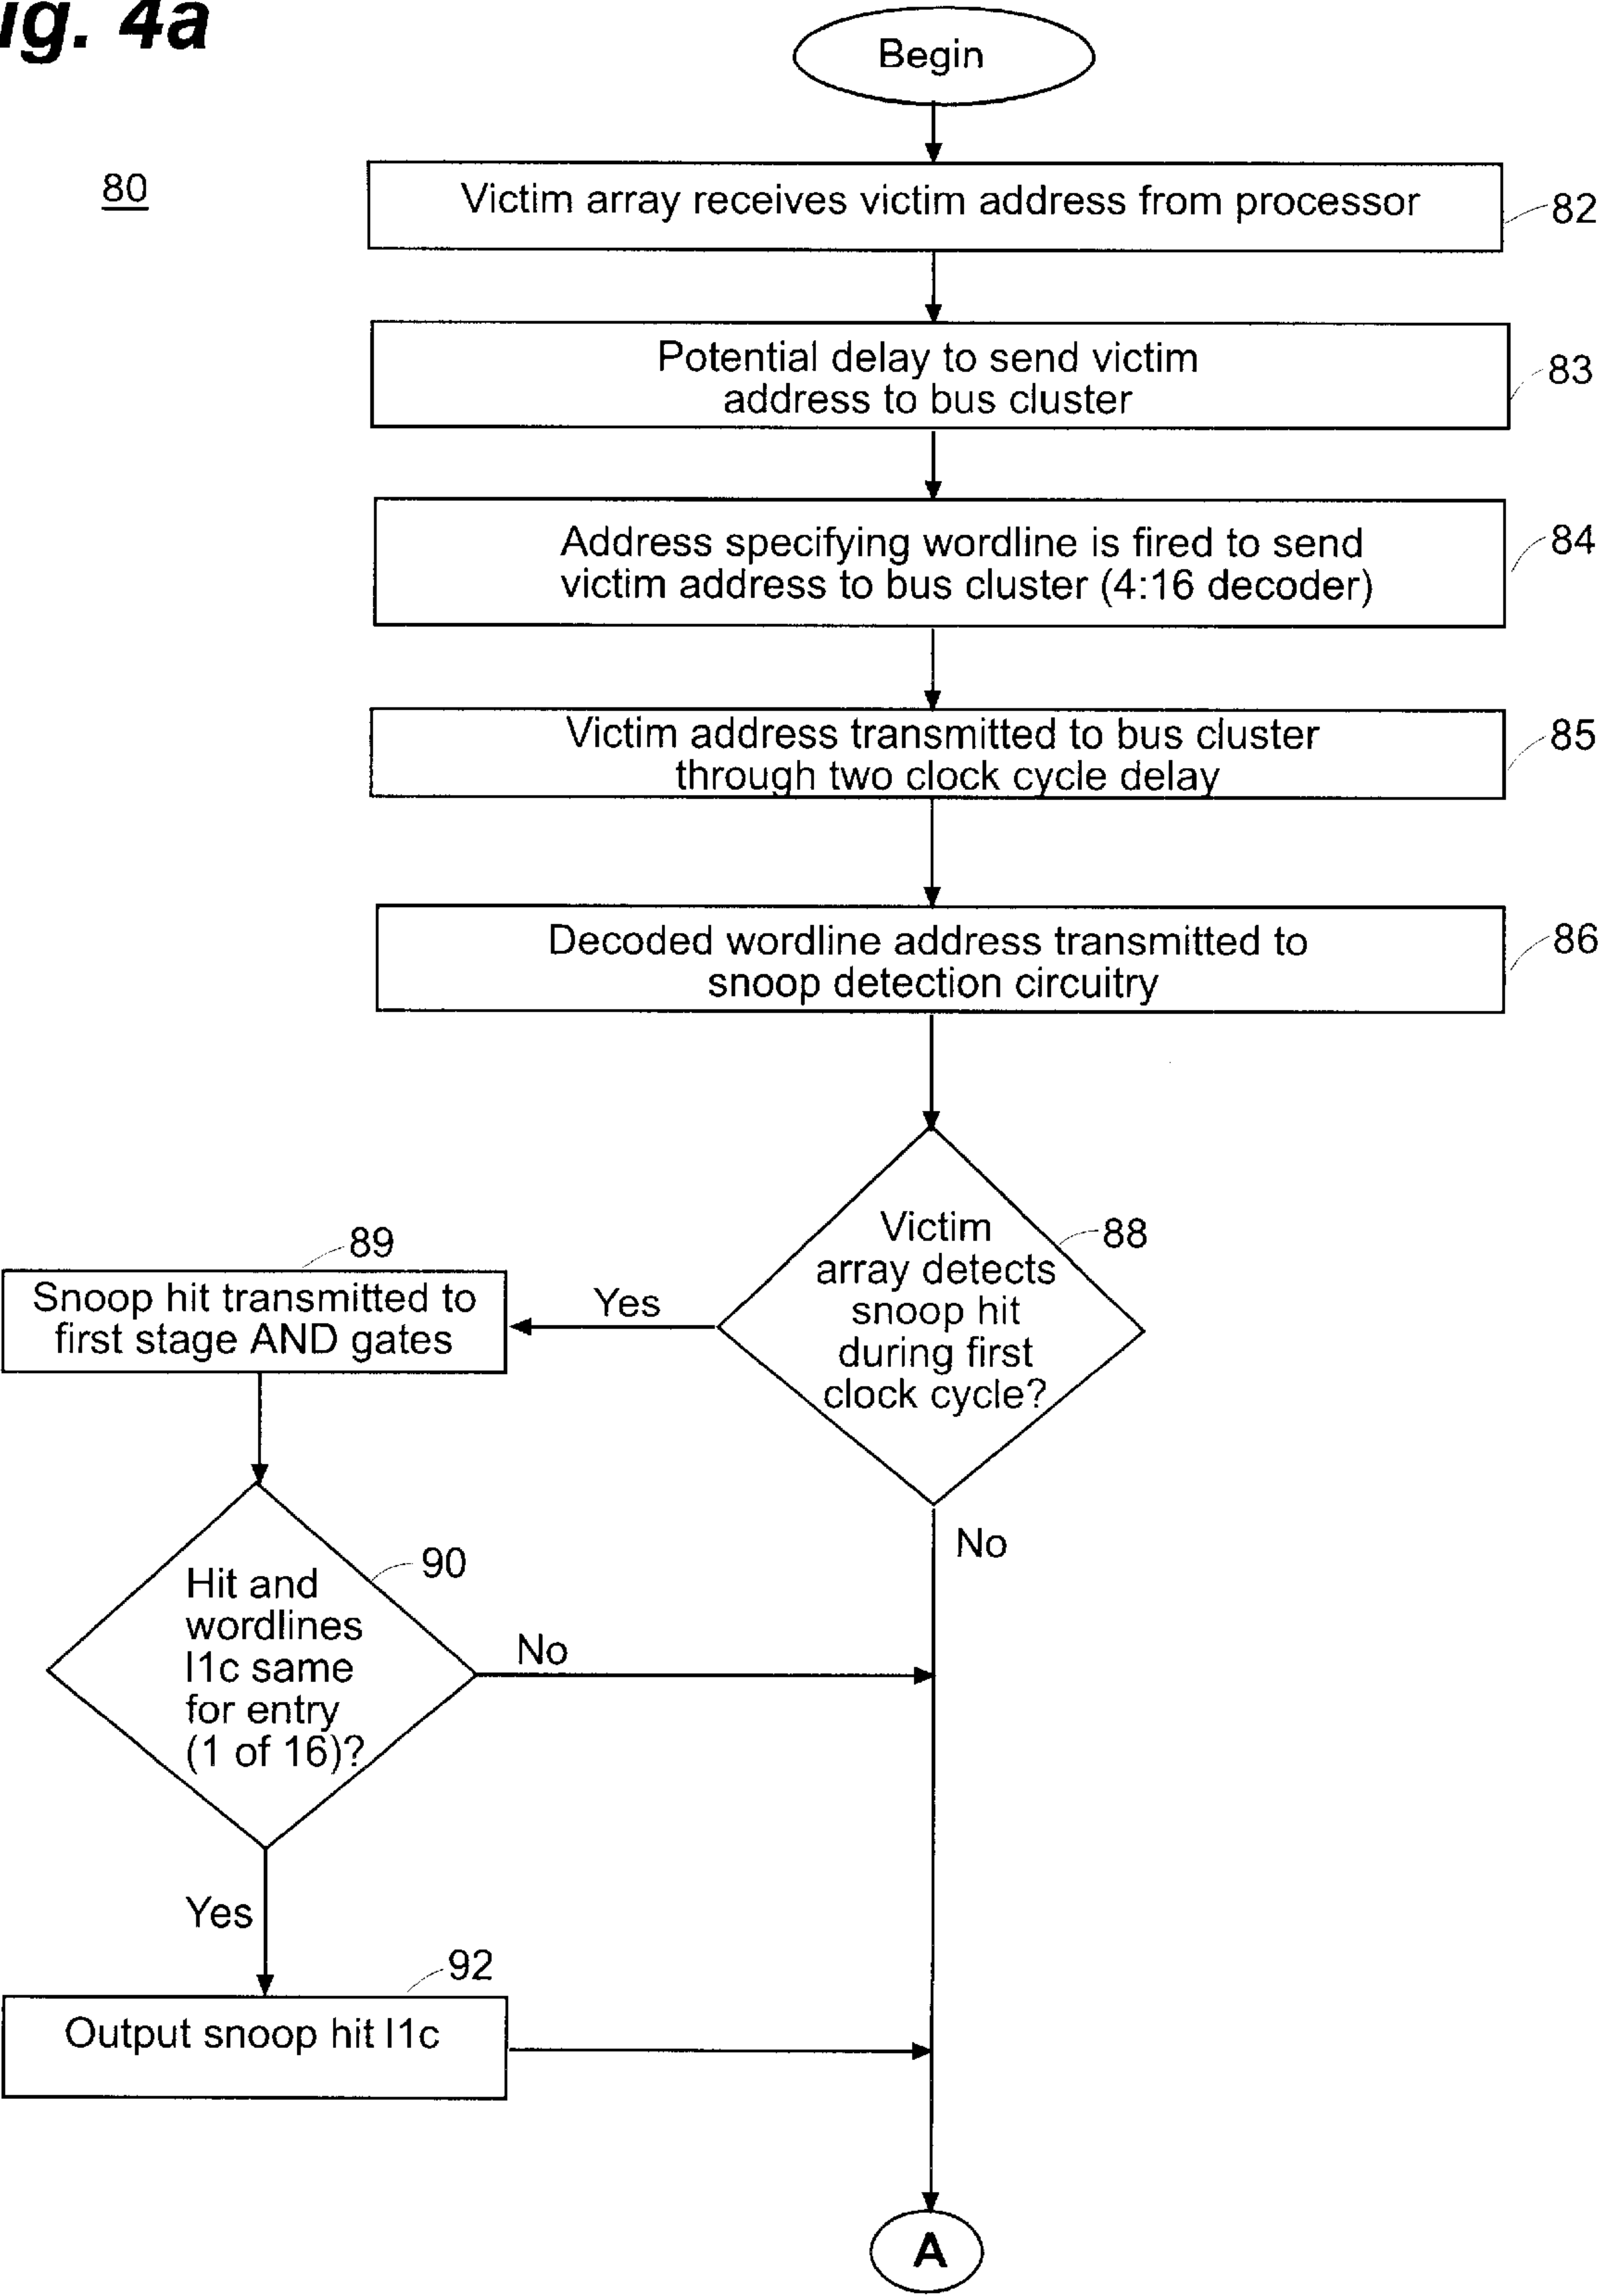 ig. 4a
Begin
80
Victim array receives victim address from processor
82
Potential delay to send victim
address to bus cluster
83
Address specifying wordline is fired to send
victim address to bus cluster (4:16 decoder)
84
Victim address transmitted to bus cluster
through two clock cycle delay
85
Decoded wordline address transmitted to
snoop detection circuitry
86
Victim
array detects
snoop hit
during first
clock cycle?
88
Yes
89
Snoop hit transmitted to
first stage AND gates
No
90
Hit and
wordlines
I1c same
for entry
(1 of 16)?
No
Yes
92
Output snoop hit I1c
A